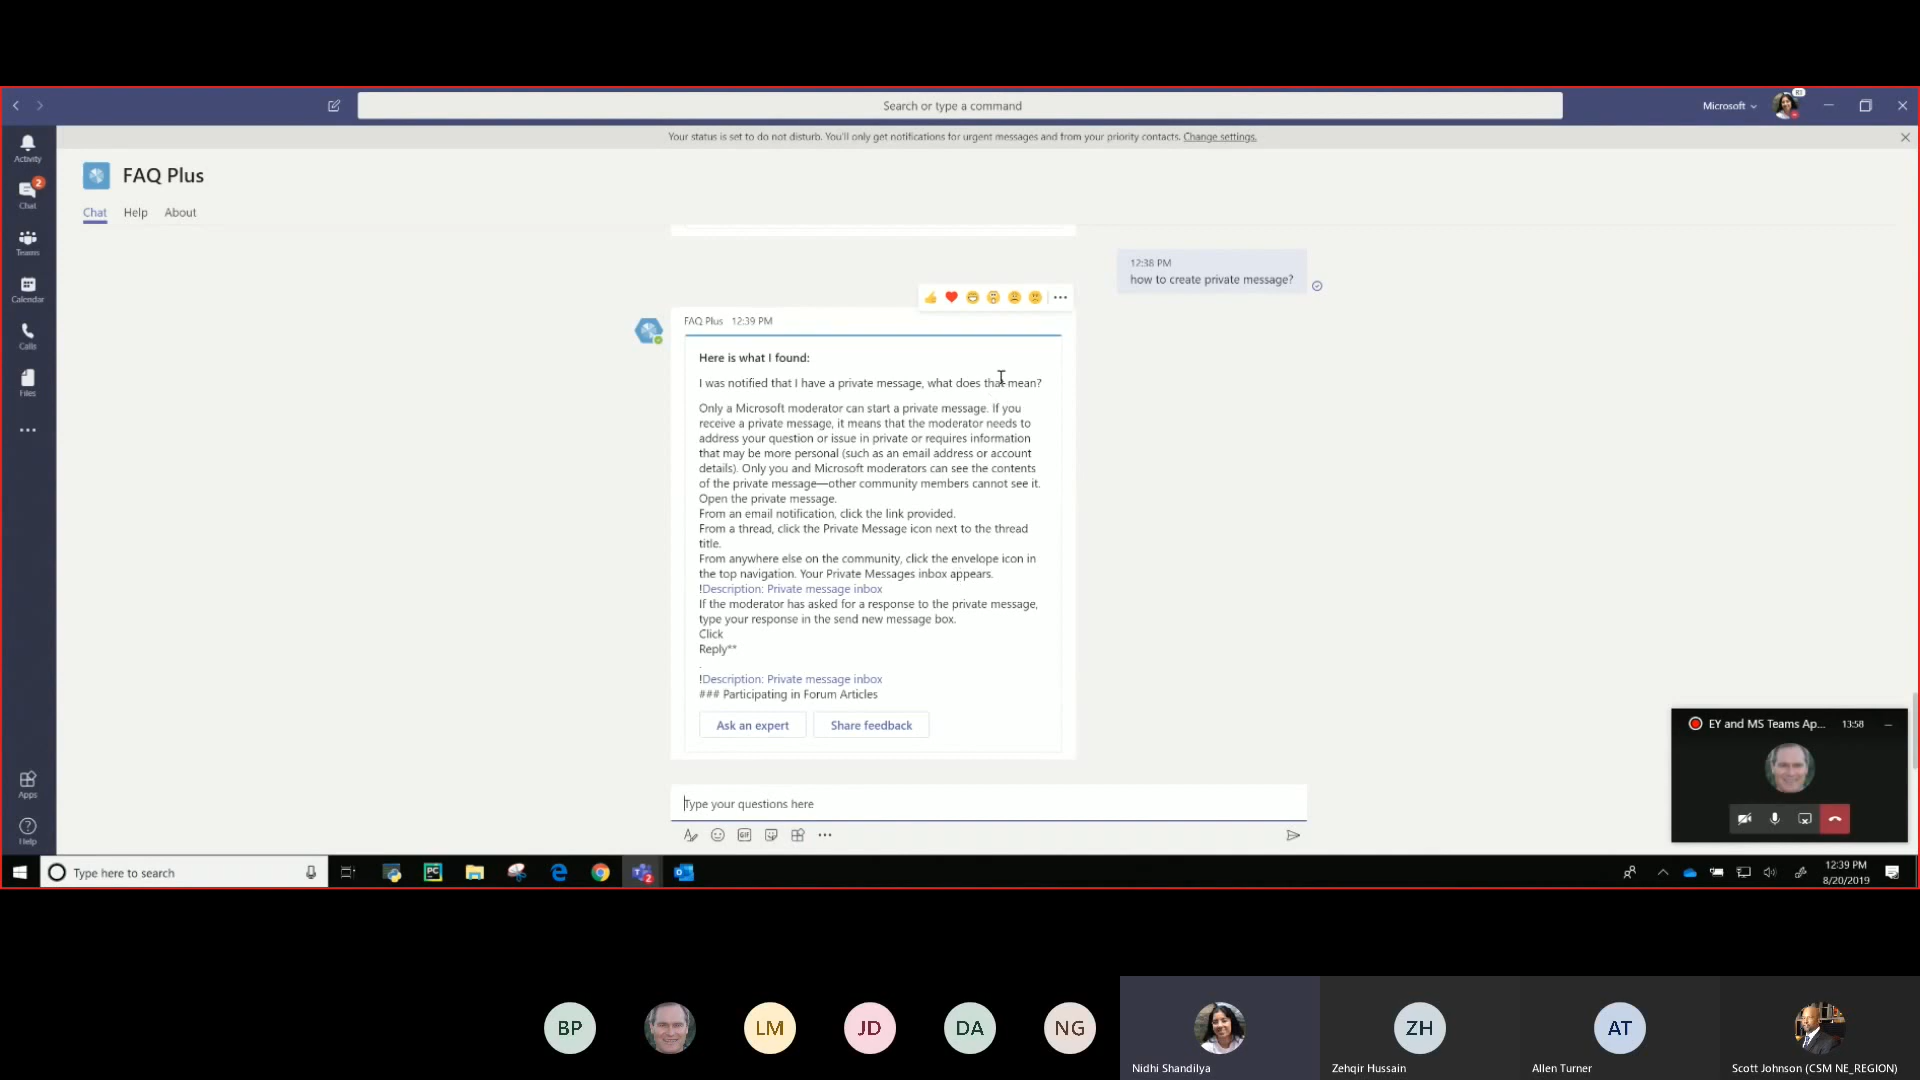 Search or type a command
Microsoft
Your status is set to do not disturb. You'll only get notifications for urgent messages and from your priority contacts. Change settings.
Activity
2
Chat
Teams
Calendar
Calls
Files
Apps
Help
FAQ Plus
Chat Help About
12:38 PM
how to create private message?
FAQ Plus 12:39 PM
Here is what I found:
I was notified that I have a private message, what does that mean?
Only a Microsoft moderator can start a private message. If you
receive a private message, it means that the moderator needs to
address your question or issue in private or requires information
that may be more personal (such as an email address or account
details). Only you and Microsoft moderators can see the contents
of the private message—other community members cannot see it.
Open the private message.
From an email notification, click the link provided.
From a thread, click the Private Message icon next to the thread
title.
From anywhere else on the community, click the envelope icon in
the top navigation. Your Private Messages inbox appears.
!Description: Private message inbox
If the moderator has asked for a response to the private message,
type your response in the send new message box.
Click
Reply**
.
!Description: Private message inbox
### Participating in Forum Articles
Ask an expert Share feedback
Type your questions here
GIF
EY and MS Teams Ap... 13:58
Type here to search
PC
2
12:39 PM
8/20/2019
BP LM JD DA NG ZH AT
Nidhi Shandilya
Zehqir Hussain
Allen Turner
Scott Johnson (CSM NE_REGION)